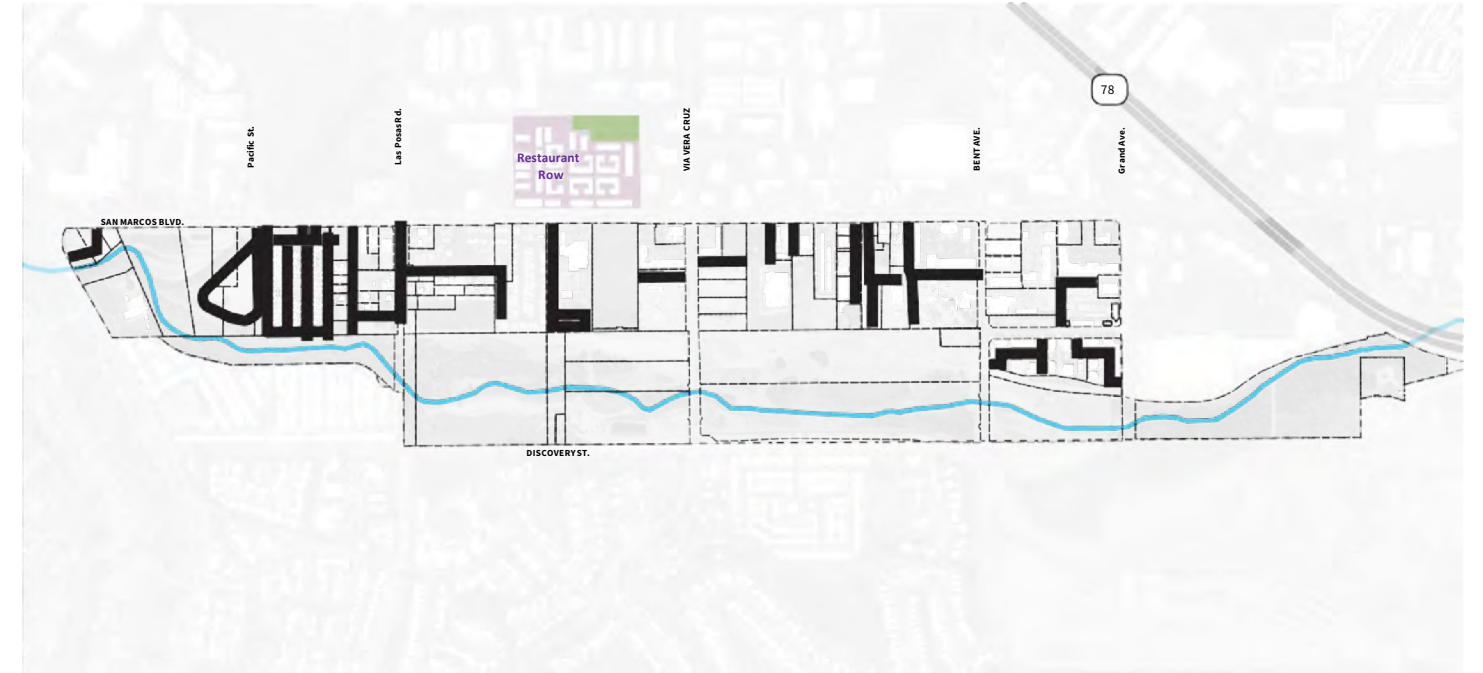 78
Pacific St.
Las Posas Rd.
VIA VERA CRUZ
BENT AVE.
Grand Ave.
Restaurant
Row
SAN MARCOS BLVD.
DISCOVERY ST.